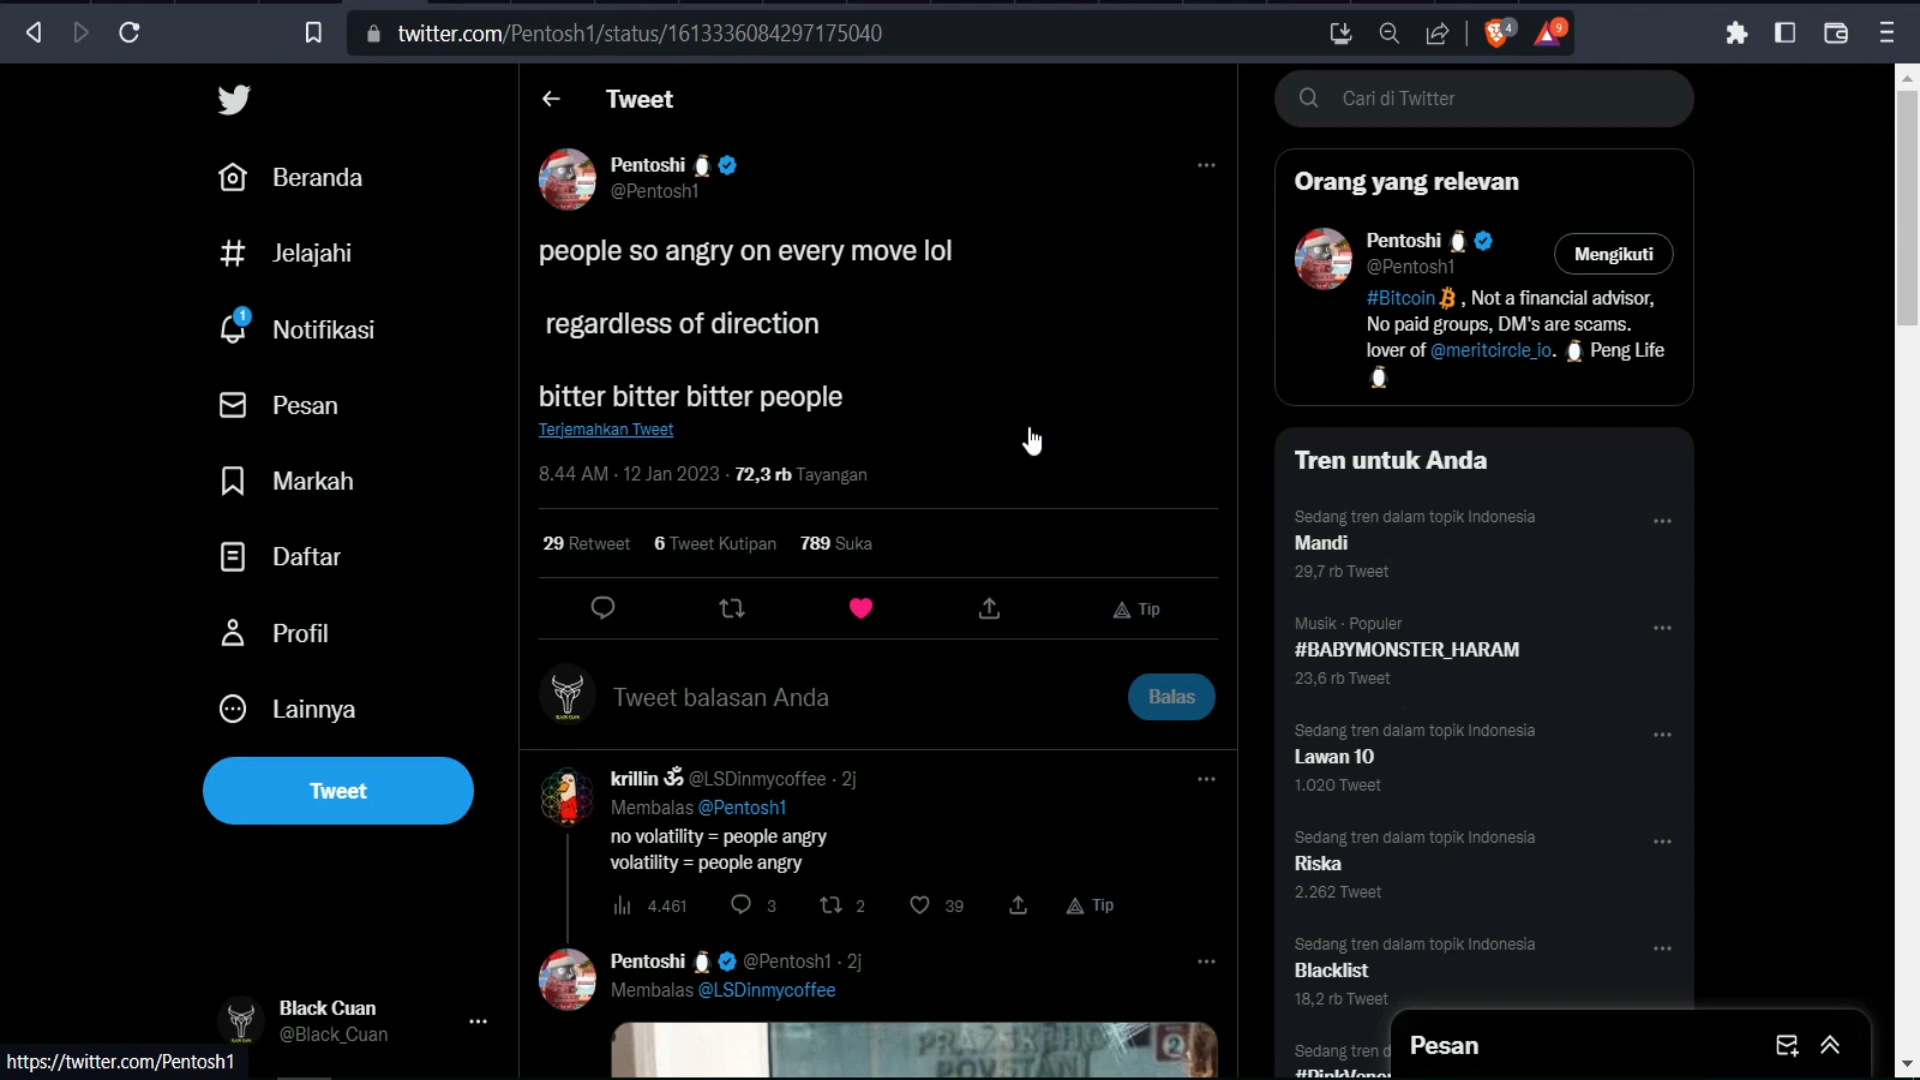 twitter.com/Pentosh1/status/1613336084297175040
4
9
Beranda
Jelajahi
1
Notifikasi
Pesan
Markah
Daftar
Profil
Lainnya
Tweet
Black Cuan
@Black_Cuan
https://twitter.com/Pentosh1
Tweet
Pentoshi
@Pentosh1
people so angry on every move lol
regardless of direction
bitter bitter bitter people
Terjemahkan Tweet
8.44 AM · 12 Jan 2023 · 72,3 rb Tayangan
29 Retweet 6 Tweet Kutipan 789 Suka
Tip
Tweet balasan Anda
Balas
krillin ॐ @LSDinmycoffee · 2j
Membalas @Pentosh1
no volatility = people angry
volatility = people angry
4.461 3 2 39 Tip
Pentoshi @Pentosh1 · 2j
Membalas @LSDinmycoffee
2
Cari di Twitter
Orang yang relevan
Pentoshi
@Pentosh1
Mengikuti
#Bitcoin , Not a financial advisor,
No paid groups, DM's are scams.
lover of @meritcircle_io. Peng Life
Tren untuk Anda
Sedang tren dalam topik Indonesia
Mandi
29,7 rb Tweet
Musik · Populer
#BABYMONSTER_HARAM
23,6 rb Tweet
Sedang tren dalam topik Indonesia
Lawan 10
1.020 Tweet
Sedang tren dalam topik Indonesia
Riska
2.262 Tweet
Sedang tren dalam topik Indonesia
Blacklist
18,2 rb Tweet
Sedang tren d
Pesan